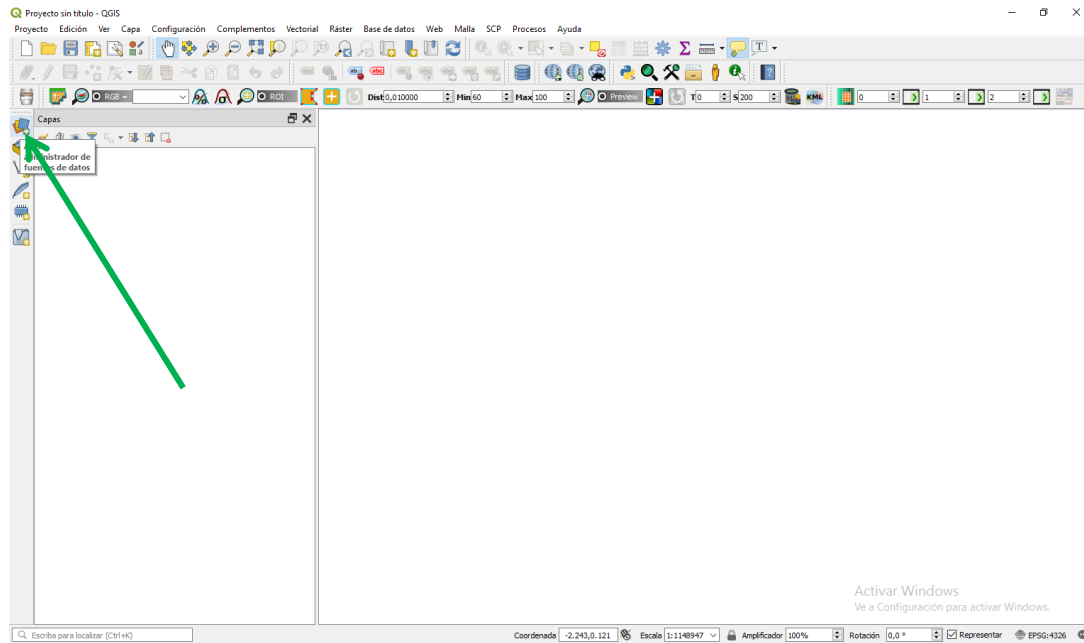 Proyecto sin título - QGIS
Proyecto Edición Ver Capa Configuración Complementos Vectorial Ráster Base de datos Web Malla SCP Procesos Ayuda
RGB = ROI Dist 0,010000 Min 60 Max 100 Preview T 0 S 200 KML 0 1 2
Capas
administrador de
fuentes de datos
Activar Windows
Ve a Configuración para activar Windows.
Escriba para localizar (Ctrl+K) Coordenada -2.243,0.121 Escala 1:1148947 Amplificador 100% Rotación 0,0 ° Representar EPSG:4326